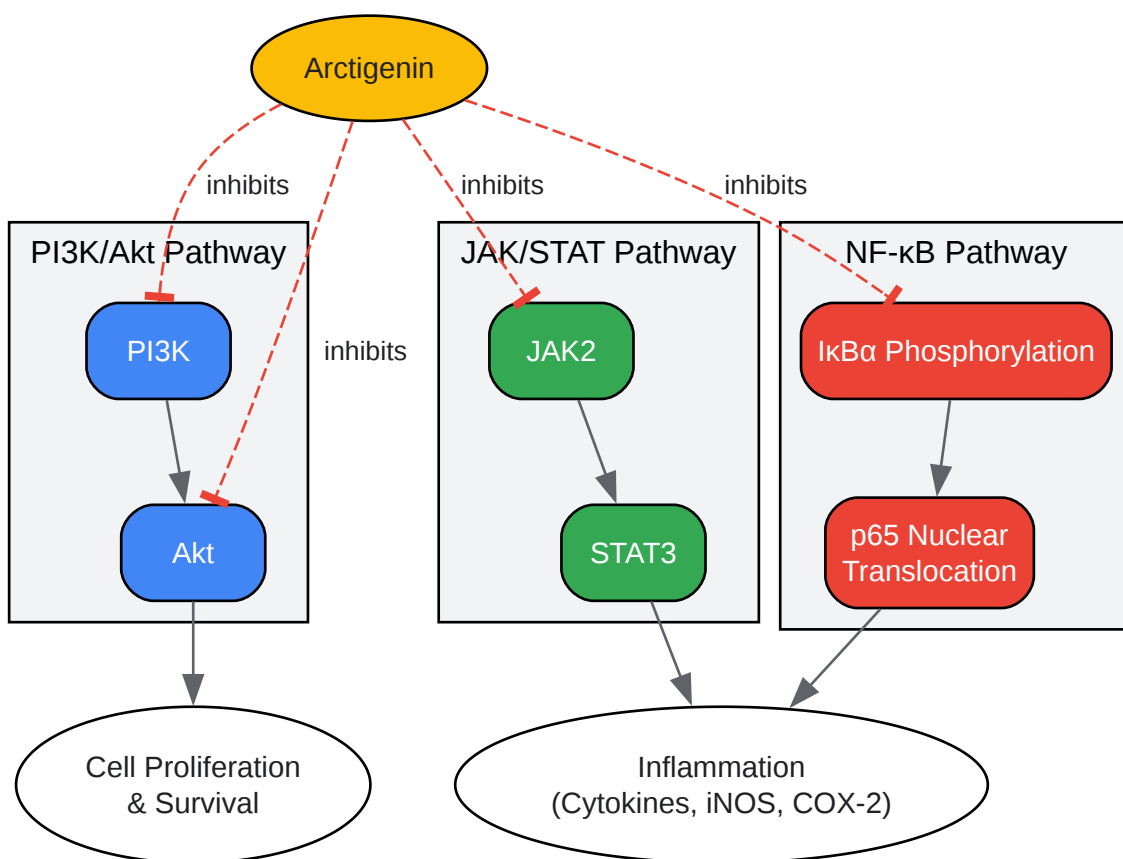 Arctigenin
inhibits
inhibits
inhibits
PI3K/Akt Pathway
JAK/STAT Pathway
NF-κB Pathway
PI3K
inhibits
JAK2
IκBα Phosphorylation
Akt
STAT3
p65 Nuclear
Translocation
Cell Proliferation
& Survival
Inflammation
(Cytokines, iNOS, COX-2)